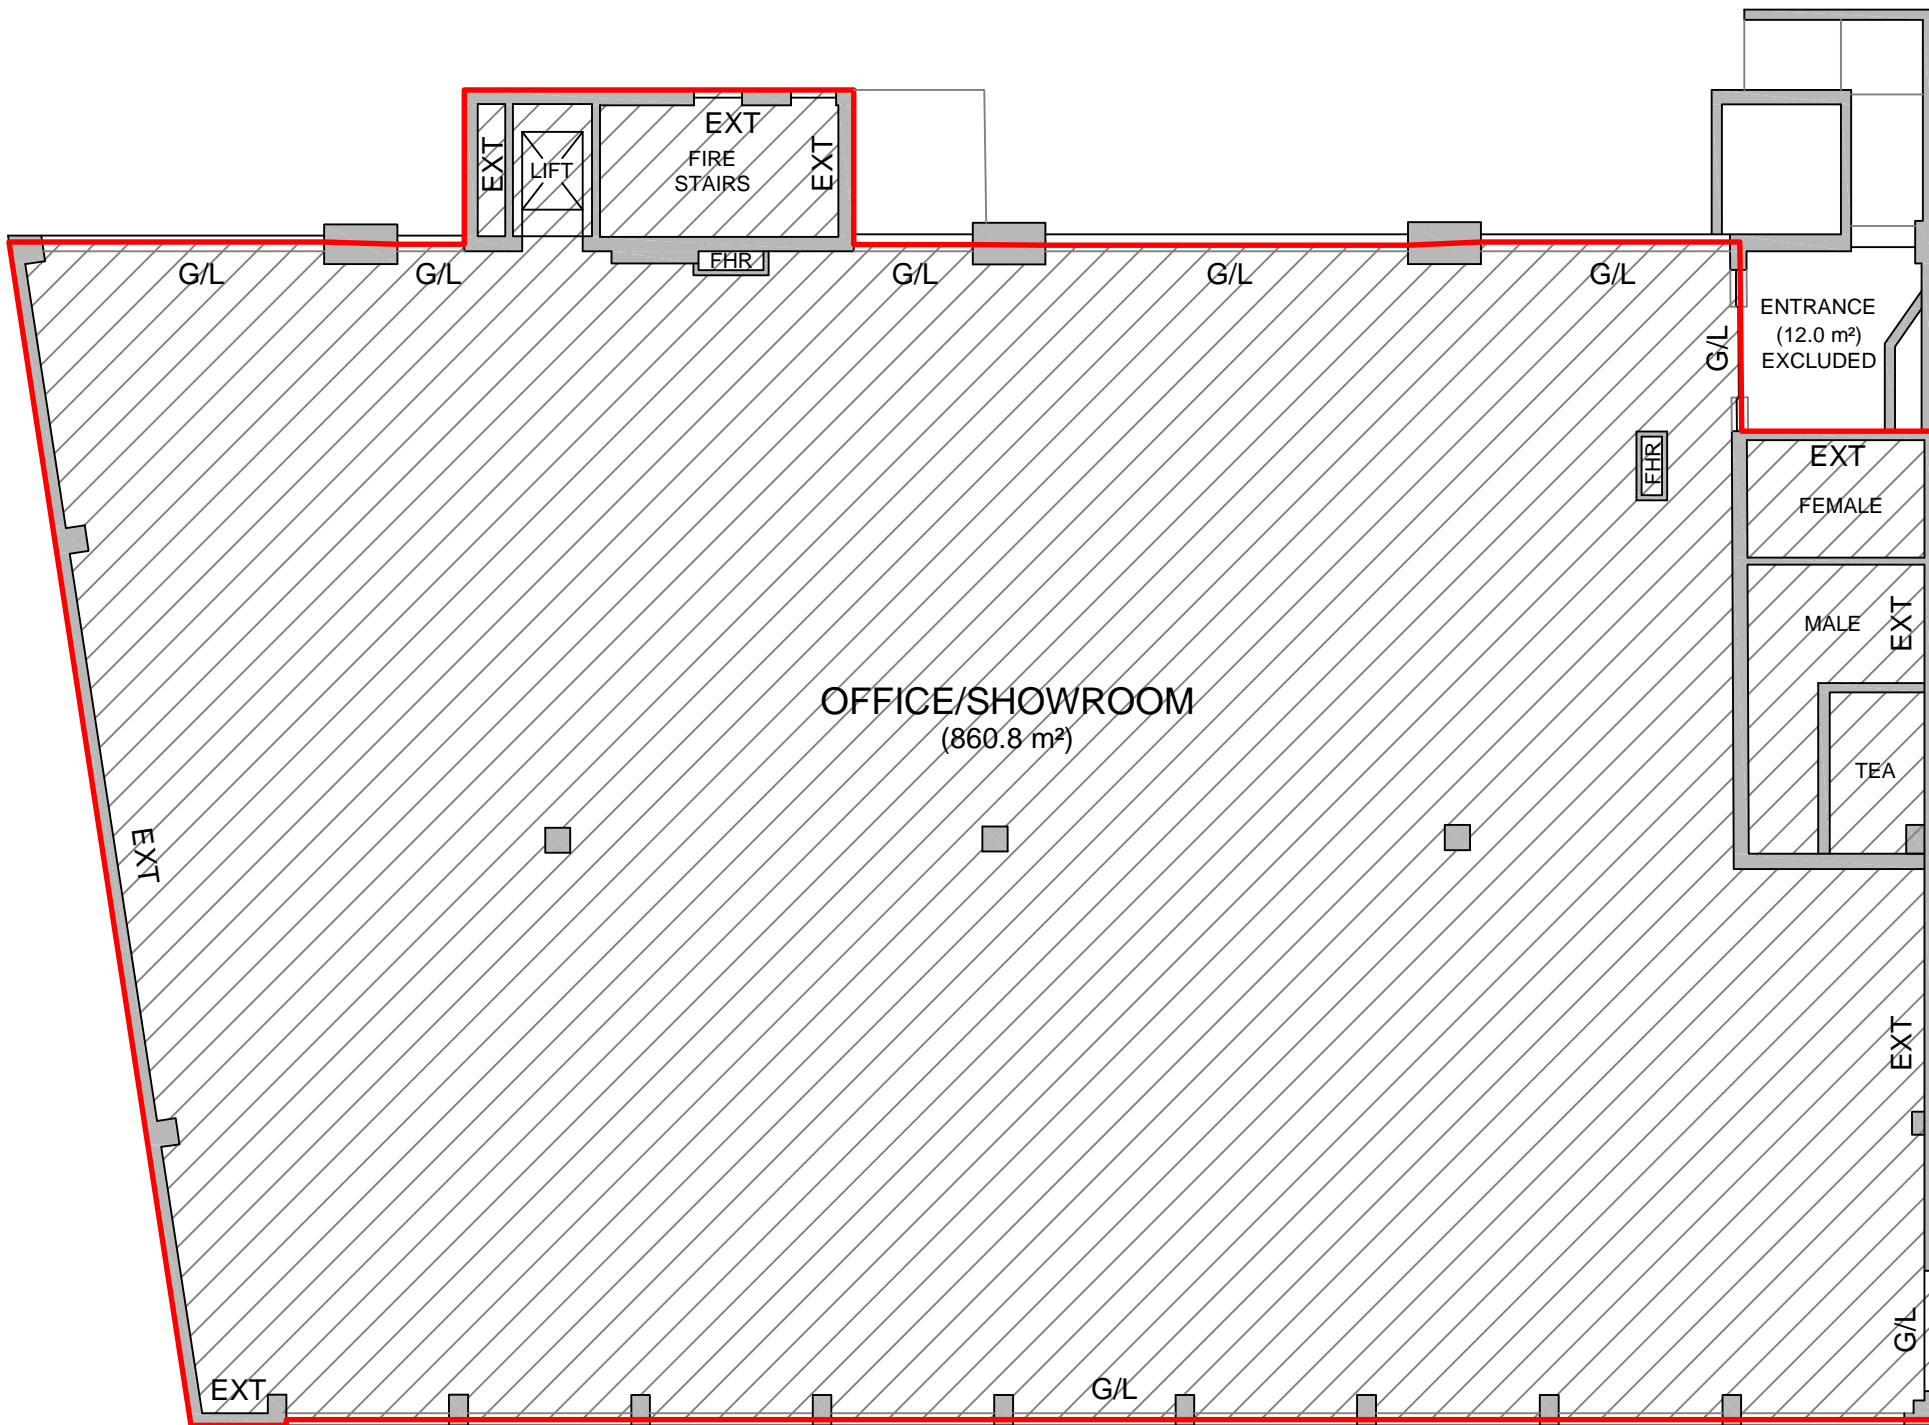 EXT
FIRE
STAIRS
EXT
LIFT
EXT
FHR
G/L
G/L
G/L
G/L
G/L
ENTRANCE
(12.0 m²)
EXCLUDED
G/L
EXT
FHR
FEMALE
MALE
EXT
OFFICE/SHOWROOM
(860.8 m²)
TEA
EXT
EXT
G/L
EXT
G/L